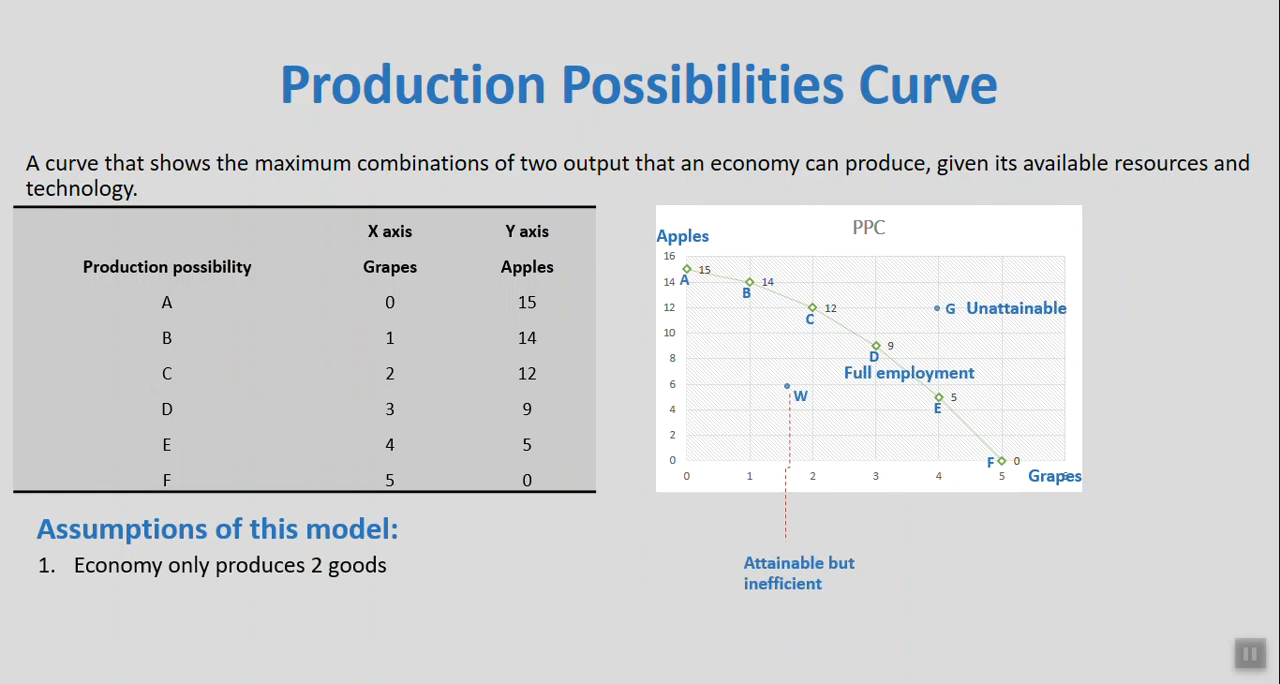 Production Possibilities Curve
A curve that shows the maximum combinations of two output that an economy can produce, given its available resources and
technology.
X axis Y axis
Production possibility Grapes Apples
A 0 15
B 1 14
C 2 12
D 3 9
E 4 5
F 5 0
PPC
Apples
16
14 A 15
B 14
12 C 12
G Unattainable
10
8 D 9
Full employment
6 W
4 E 5
2
0 F 0
0 1 2 3 4 5 6
Grapes
Attainable but
inefficient
Assumptions of this model:
1. Economy only produces 2 goods